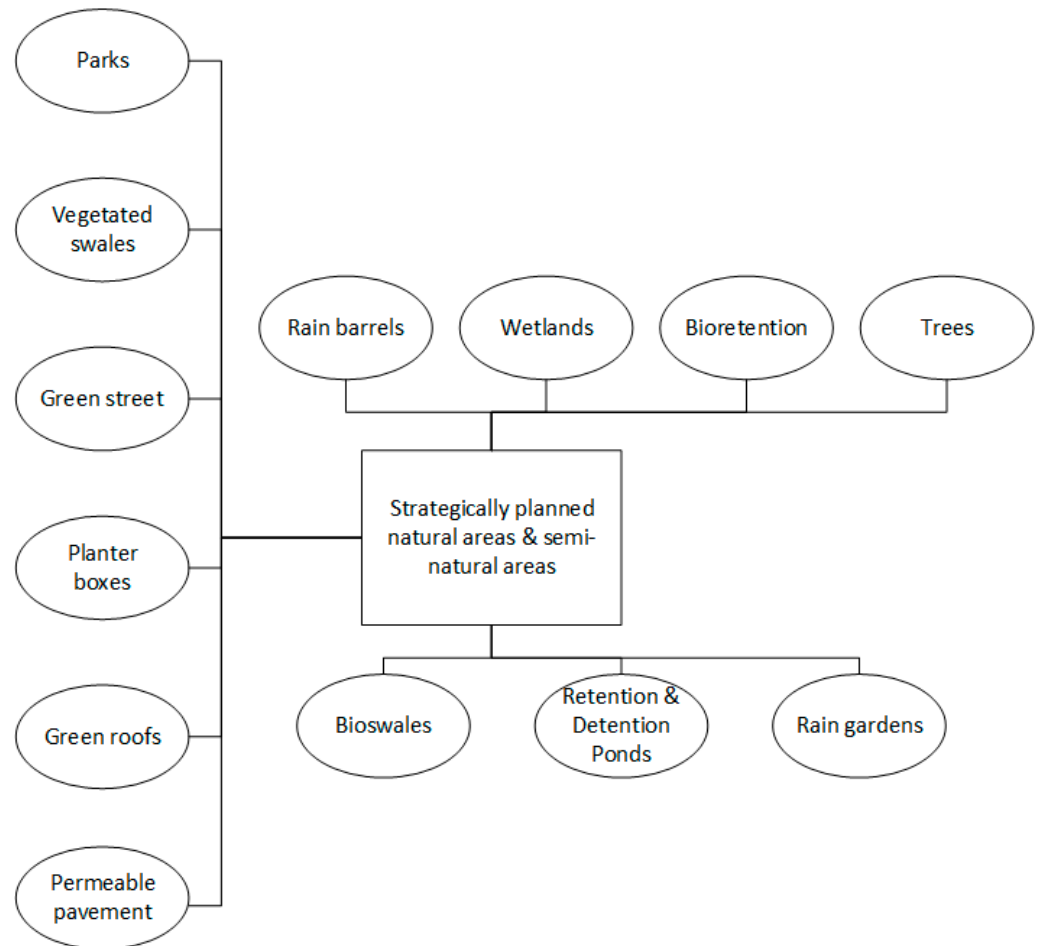 Parks
Vegetated
swales
Green street
Planter
boxes
Green roofs
Permeable
pavement
Rain barrels
Wetlands
Bioretention
Trees
Strategically planned
natural areas & semi-
natural areas
Bioswales
Retention &
Detention
Ponds
Rain gardens